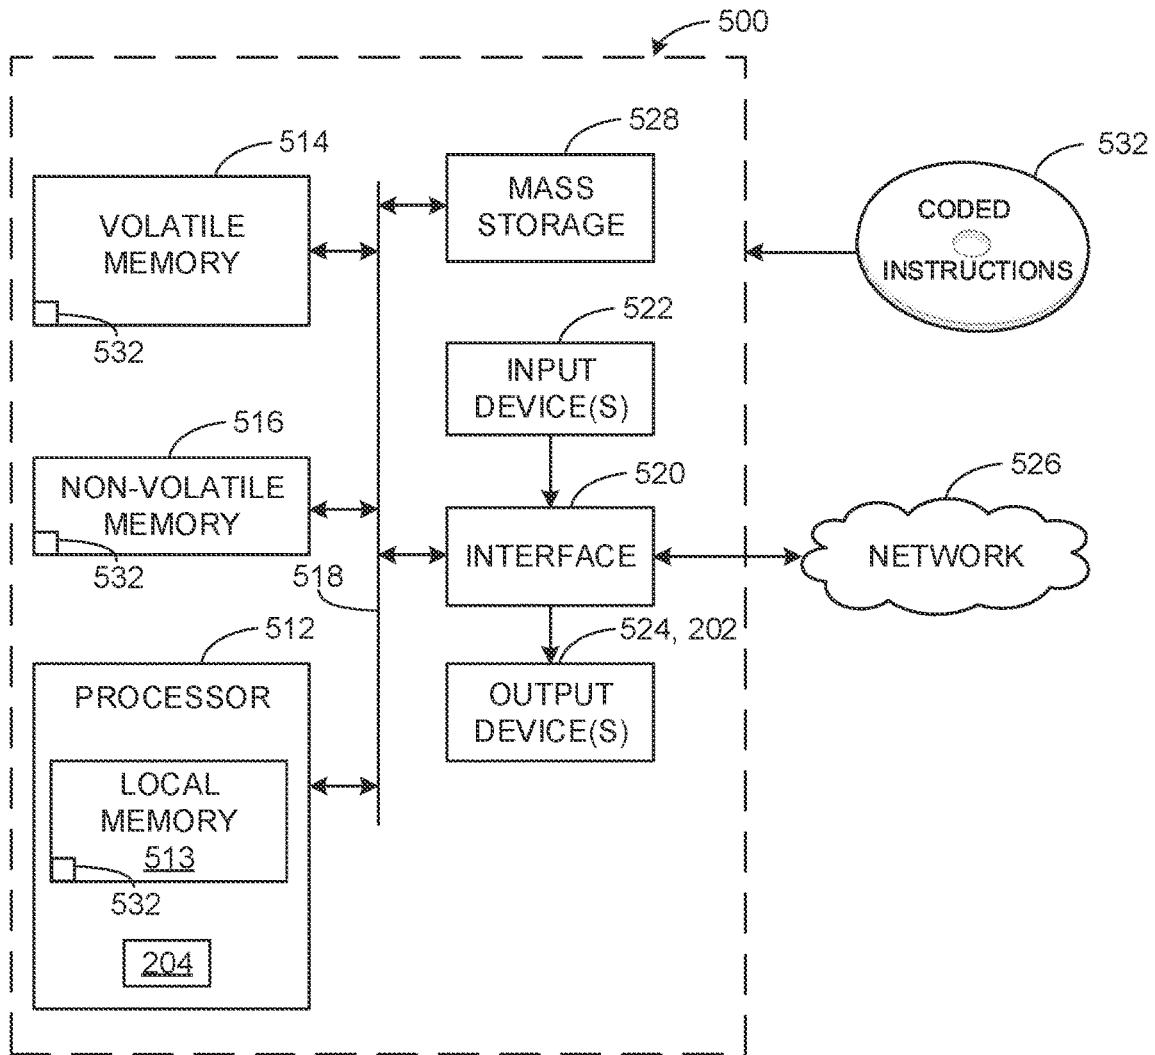 500
514
VOLATILE
MEMORY
532
528
MASS
STORAGE
532
CODED
INSTRUCTIONS
522
INPUT
DEVICE(S)
516
NON-VOLATILE
MEMORY
532
518
520
INTERFACE
526
NETWORK
512
PROCESSOR
LOCAL
MEMORY
513
532
204
524, 202
OUTPUT
DEVICE(S)